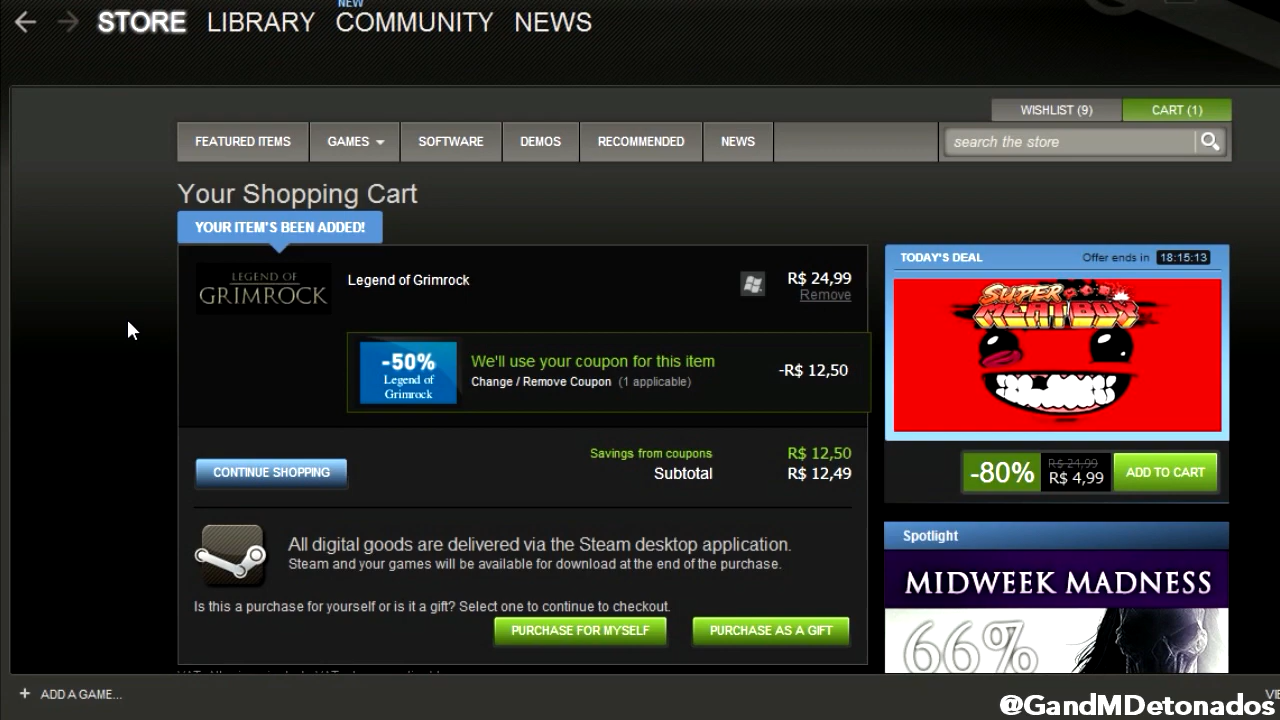 NEW
STORE LIBRARY COMMUNITY NEWS
WISHLIST (9) CART (1)
FEATURED ITEMS GAMES SOFTWARE DEMOS RECOMMENDED NEWS
search the store
Your Shopping Cart
YOUR ITEM'S BEEN ADDED!
LEGEND OF
GRIMROCK
Legend of Grimrock
R$ 24,99
Remove
-50%
Legend of
Grimrock
We'll use your coupon for this item
Change / Remove Coupon (1 applicable)
-R$ 12,50
Savings from coupons R$ 12,50
Subtotal R$ 12,49
CONTINUE SHOPPING
All digital goods are delivered via the Steam desktop application.
Steam and your games will be available for download at the end of the purchase.
Is this a purchase for yourself or is it a gift? Select one to continue to checkout.
PURCHASE FOR MYSELF PURCHASE AS A GIFT
TODAY'S DEAL Offer ends in 18:15:13
SUPER
MEAT BOY
-80%
R$ 21,99
R$ 4,99
ADD TO CART
Spotlight
MIDWEEK MADNESS
66%
+ ADD A GAME...
@GandMDetonados